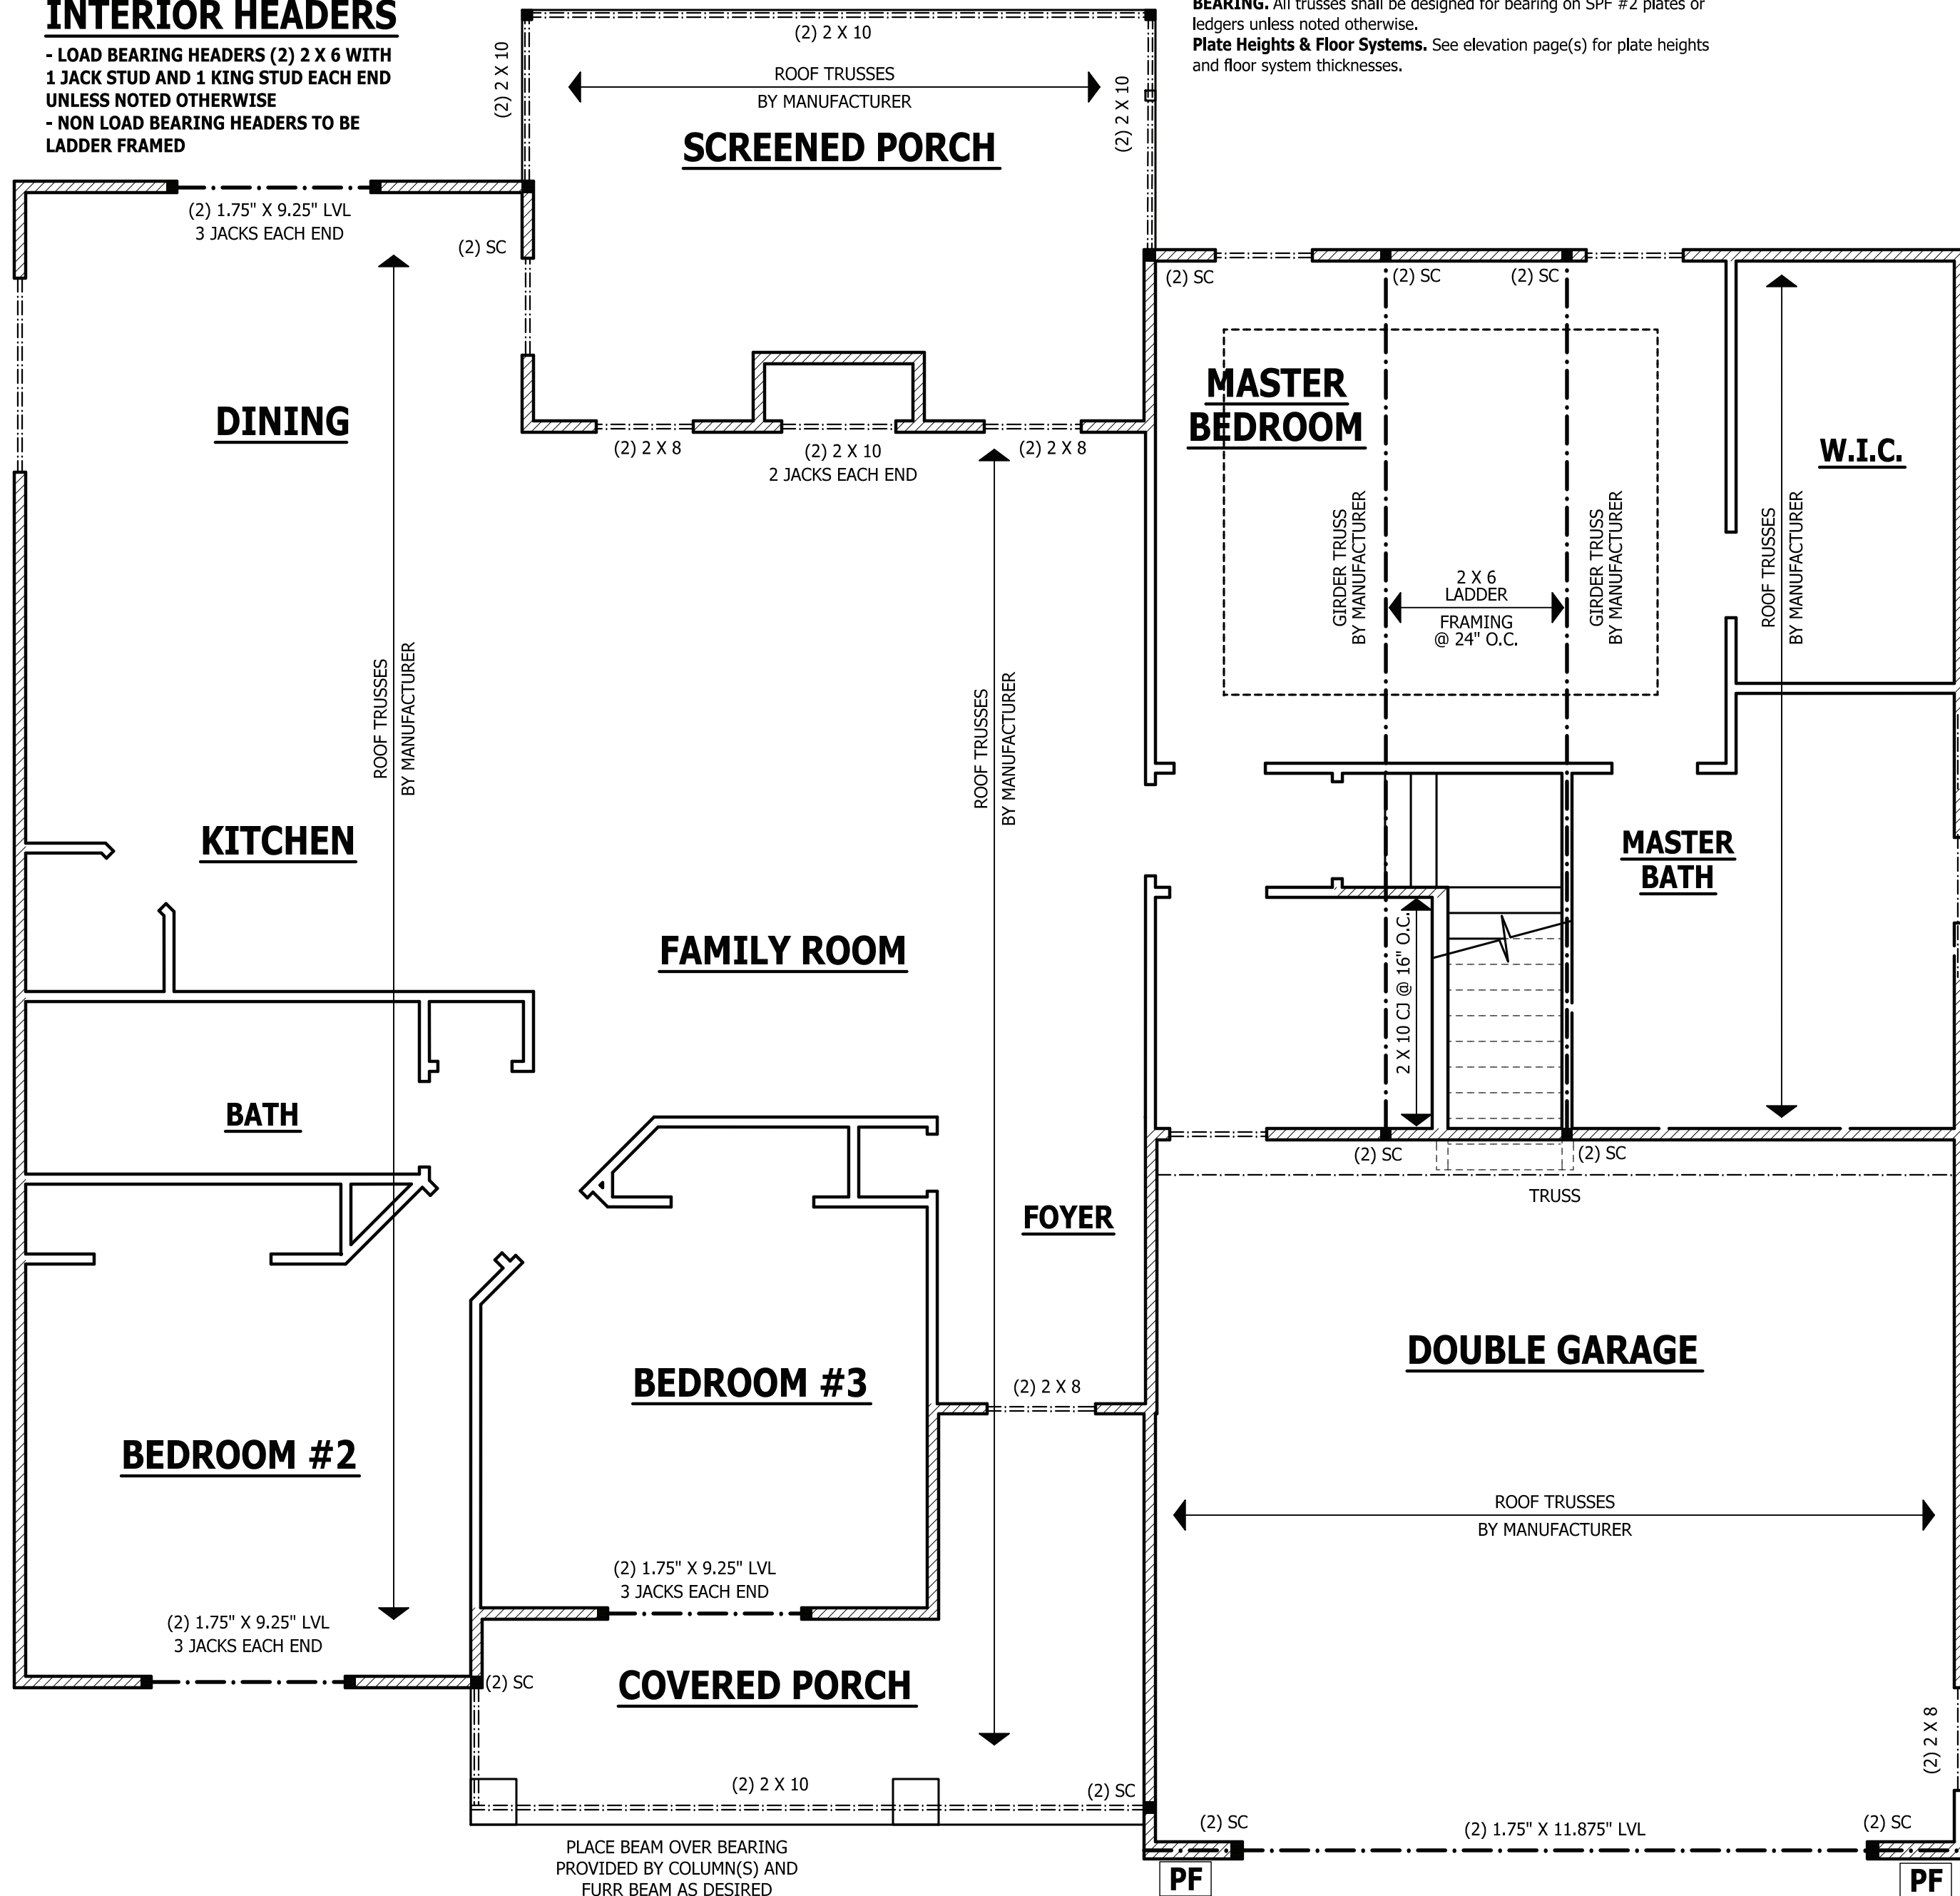 INTERIOR HEADERS
- LOAD BEARING HEADERS (2) 2 X 6 WITH
1 JACK STUD AND 1 KING STUD EACH END
UNLESS NOTED OTHERWISE
- NON LOAD BEARING HEADERS TO BE
LADDER FRAMED
BEARING. All trusses shall be designed for bearing on SPF #2 plates or
ledgers unless noted otherwise.
Plate Heights & Floor Systems. See elevation page(s) for plate heights
and floor system thicknesses.
(2) 2 X 10
(2) 2 X 10
(2) 2 X 10
ROOF TRUSSES
BY MANUFACTURER
SCREENED PORCH
(2) 1.75" X 9.25" LVL
3 JACKS EACH END
(2) SC
(2) SC
(2) SC
(2) SC
DINING
MASTER
BEDROOM
W.I.C.
(2) 2 X 8
(2) 2 X 10
2 JACKS EACH END
(2) 2 X 8
GIRDER TRUSS
BY MANUFACTURER
2 X 6
LADDER
FRAMING
@ 24" O.C.
GIRDER TRUSS
BY MANUFACTURER
ROOF TRUSSES
BY MANUFACTURER
ROOF TRUSSES
BY MANUFACTURER
ROOF TRUSSES
BY MANUFACTURER
KITCHEN
MASTER
BATH
FAMILY ROOM
2 X 10 CJ @ 16" O.C.
BATH
(2) SC
(2) SC
TRUSS
FOYER
DOUBLE GARAGE
BEDROOM #3
(2) 2 X 8
BEDROOM #2
ROOF TRUSSES
BY MANUFACTURER
(2) 1.75" X 9.25" LVL
3 JACKS EACH END
(2) 1.75" X 9.25" LVL
3 JACKS EACH END
(2) SC
COVERED PORCH
(2) 2 X 8
(2) 2 X 10
(2) SC
(2) SC
(2) 1.75" X 11.875" LVL
(2) SC
PLACE BEAM OVER BEARING
PROVIDED BY COLUMN(S) AND
FURR BEAM AS DESIRED
PF
PF